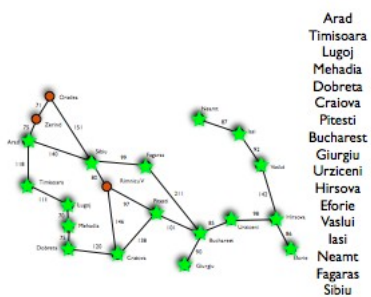 Oradea
71
Zerind
75
151
Arad
140
118
Sibiu
99
Fagaras
80
RimnicuV
Timisoara
111
Lugoj
70
Mehadia
75
Dobreta
120
Craiova
146
97
Pitesti
138
101
211
Bucharest
90
Giurgiu
85
Urziceni
98
Hirsova
86
142
Vaslui
92
Iasi
87
Neamt
Arad
Timisoara
Lugoj
Mehadia
Dobreta
Craiova
Pitesti
Bucharest
Giurgiu
Urziceni
Hirsova
Eforie
Vaslui
Iasi
Neamt
Fagaras
Sibiu